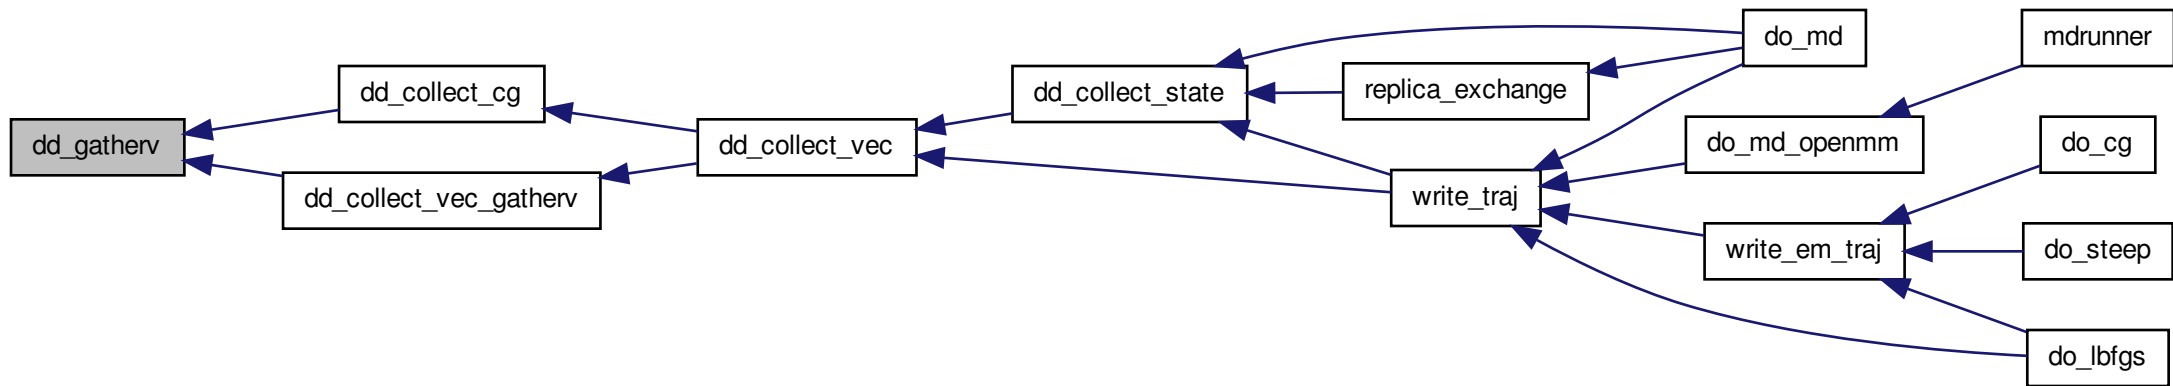 dd_gatherv
dd_collect_cg
dd_collect_vec_gatherv
dd_collect_vec
dd_collect_state
replica_exchange
write_traj
do_md
do_md_openmm
write_em_traj
mdrunner
do_cg
do_steep
do_lbfgs